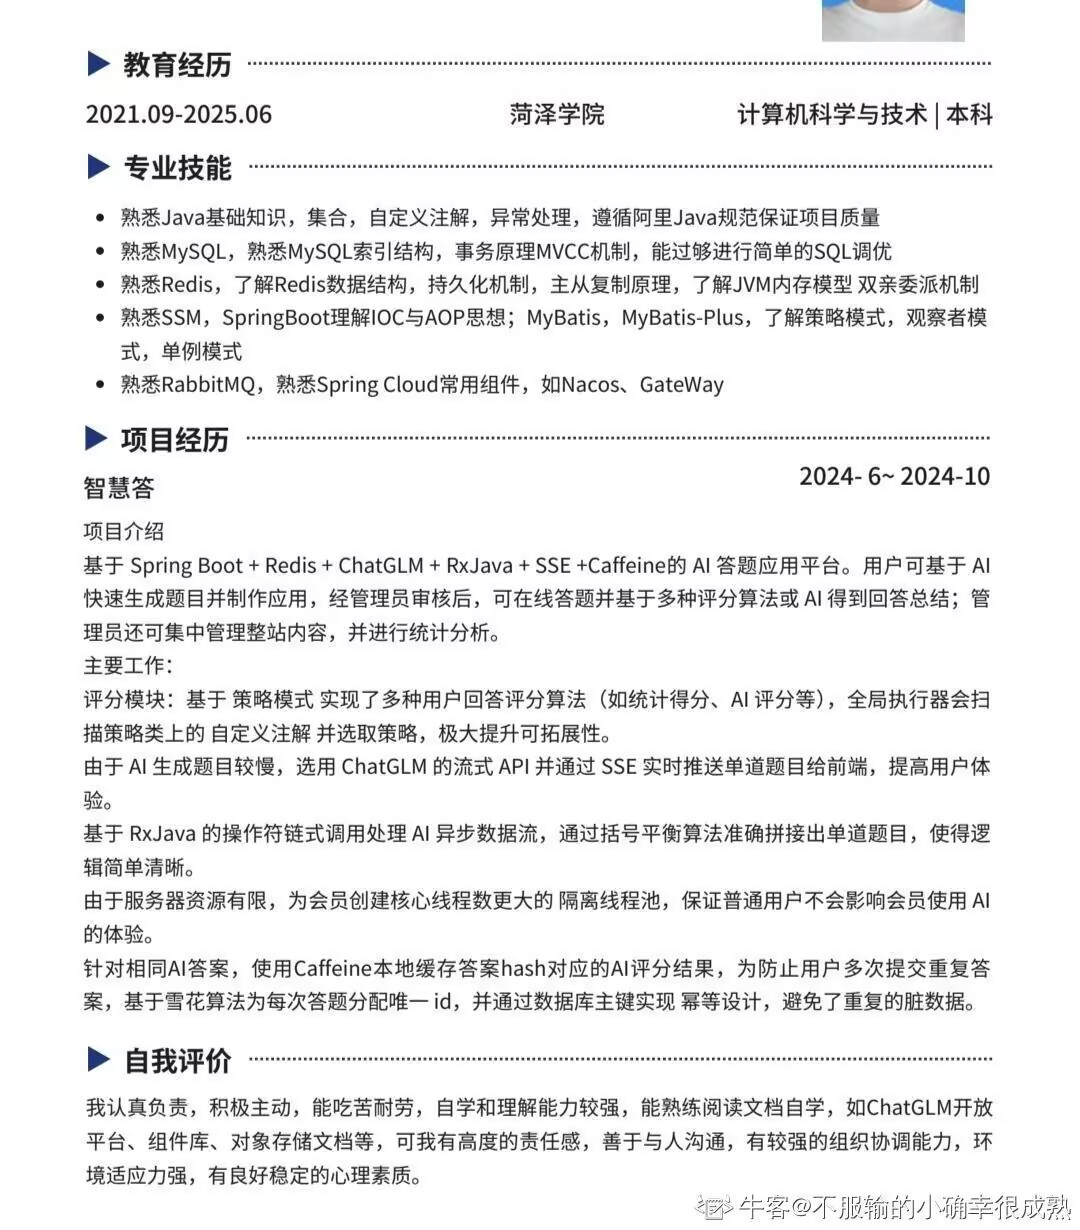 教育经历
2021.09-2025.06 菏泽学院 计算机科学与技术 | 本科
专业技能
• 熟悉Java基础知识，集合，自定义注解，异常处理，遵循阿里Java规范保证项目质量
• 熟悉MySQL，熟悉MySQL索引结构，事务原理MVCC机制，能过够进行简单的SQL调优
• 熟悉Redis，了解Redis数据结构，持久化机制，主从复制原理，了解JVM内存模型 双亲委派机制
• 熟悉SSM，SpringBoot理解IOC与AOP思想；MyBatis，MyBatis-Plus，了解策略模式，观察者模
式，单例模式
• 熟悉RabbitMQ，熟悉Spring Cloud常用组件，如Nacos、GateWay
项目经历
智慧答 2024- 6~ 2024-10
项目介绍
基于 Spring Boot + Redis + ChatGLM + RxJava + SSE +Caffeine的 AI 答题应用平台。用户可基于 AI
快速生成题目并制作应用，经管理员审核后，可在线答题并基于多种评分算法或 AI 得到回答总结；管
理员还可集中管理整站内容，并进行统计分析。
主要工作：
评分模块：基于 策略模式 实现了多种用户回答评分算法（如统计得分、AI 评分等），全局执行器会扫
描策略类上的 自定义注解 并选取策略，极大提升可拓展性。
由于 AI 生成题目较慢，选用 ChatGLM 的流式 API 并通过 SSE 实时推送单道题目给前端，提高用户体
验。
基于 RxJava 的操作符链式调用处理 AI 异步数据流，通过括号平衡算法准确拼接出单道题目，使得逻
辑简单清晰。
由于服务器资源有限，为会员创建核心线程数更大的 隔离线程池，保证普通用户不会影响会员使用 AI
的体验。
针对相同AI答案，使用Caffeine本地缓存答案hash对应的AI评分结果，为防止用户多次提交重复答
案，基于雪花算法为每次答题分配唯一 id，并通过数据库主键实现 幂等设计，避免了重复的脏数据。
自我评价
我认真负责，积极主动，能吃苦耐劳，自学和理解能力较强，能熟练阅读文档自学，如ChatGLM开放
平台、组件库、对象存储文档等，可我有高度的责任感，善于与人沟通，有较强的组织协调能力，环
境适应力强，有良好稳定的心理素质。
牛客@不服输的小确幸很成熟